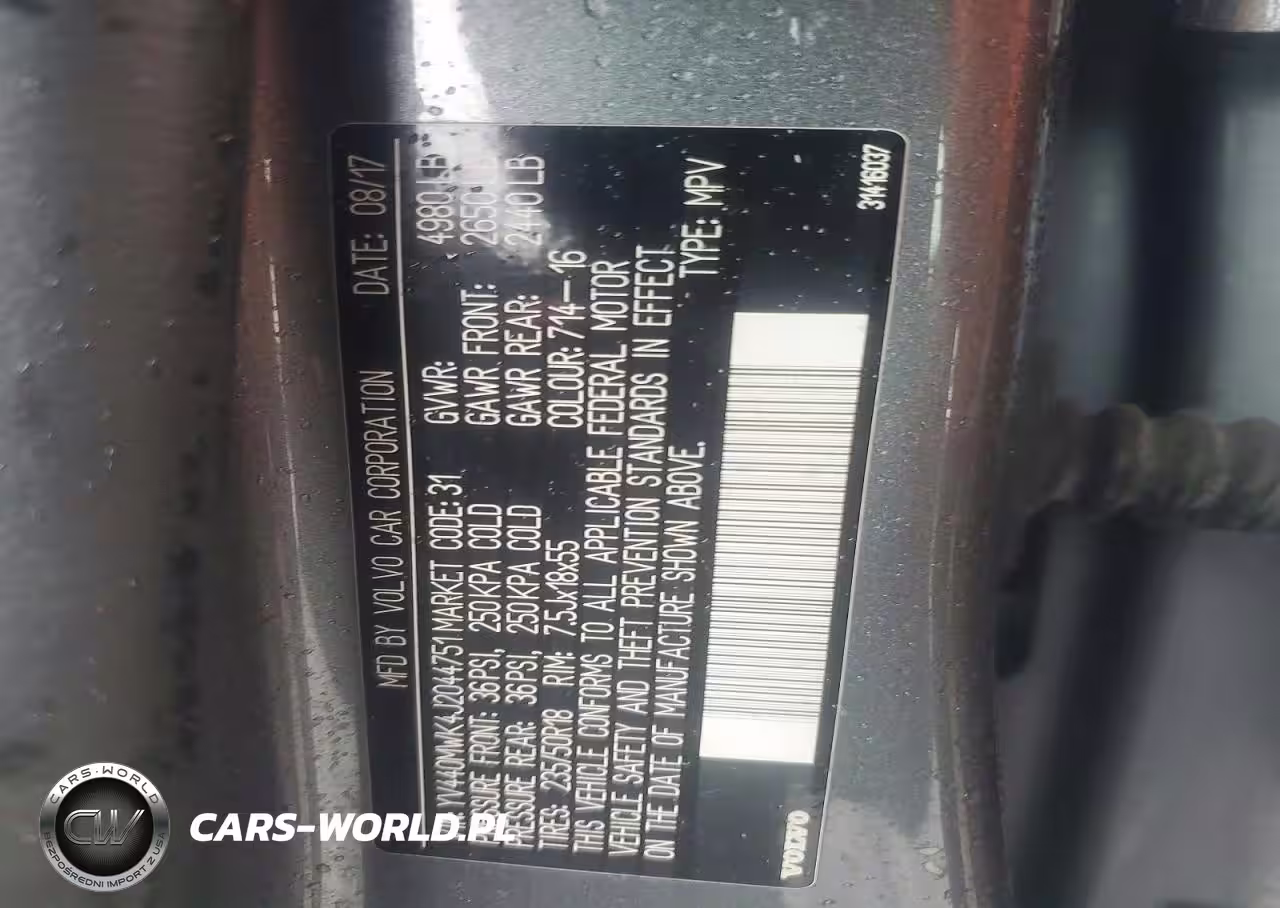 MFD BY VOLVO CAR CORPORATION DATE: 08/17
YV440MWK4J2044751 MARKET CODE: 31 GVWR: 4980 LB
PRESSURE FRONT: 36PSI, 250KPA COLD GAWR FRONT: 2650
PRESSURE REAR: 36PSI, 250KPA COLD GAWR REAR: 2440 LB
TIRES: 235/50R18 RIM: 7.5Jx18x55 COLOUR: 714-16
THIS VEHICLE CONFORMS TO ALL APPLICABLE FEDERAL MOTOR
VEHICLE SAFETY AND THEFT PREVENTION STANDARDS IN EFFECT
ON THE DATE OF MANUFACTURE SHOWN ABOVE. TYPE: MPV
VOLVO 31416037
CARS-WORLD
CW
BEZPOŚREDNI IMPORT Z USA
CARS-WORLD.PL